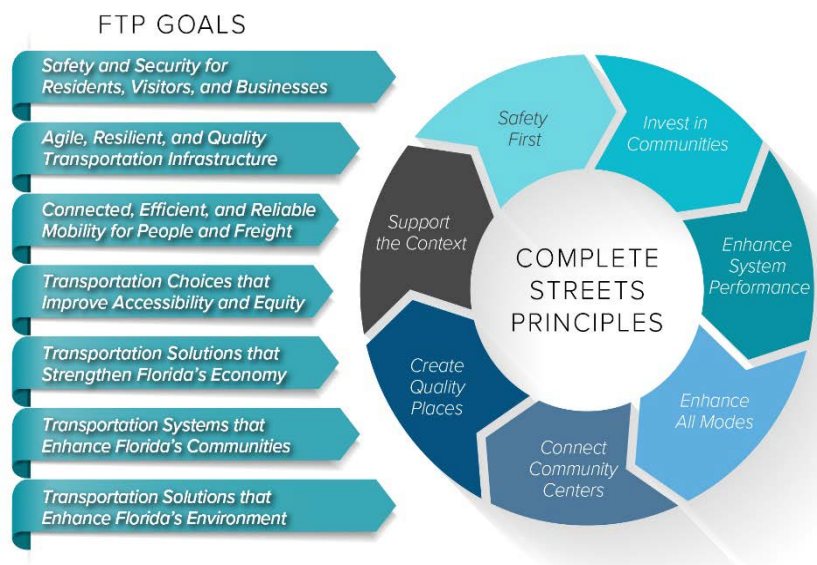 FTP GOALS
Safety and Security for
Residents, Visitors, and Businesses
Agile, Resilient, and Quality
Transportation Infrastructure
Connected, Efficient, and Reliable
Mobility for People and Freight
Transportation Choices that
Improve Accessibility and Equity
Transportation Solutions that
Strengthen Florida's Economy
Transportation Systems that
Enhance Florida's Communities
Transportation Solutions that
Enhance Florida's Environment
COMPLETE
STREETS
PRINCIPLES
Safety
First
Invest in
Communities
Enhance
System
Performance
Enhance
All Modes
Connect
Community
Centers
Create
Quality
Places
Support
the Context